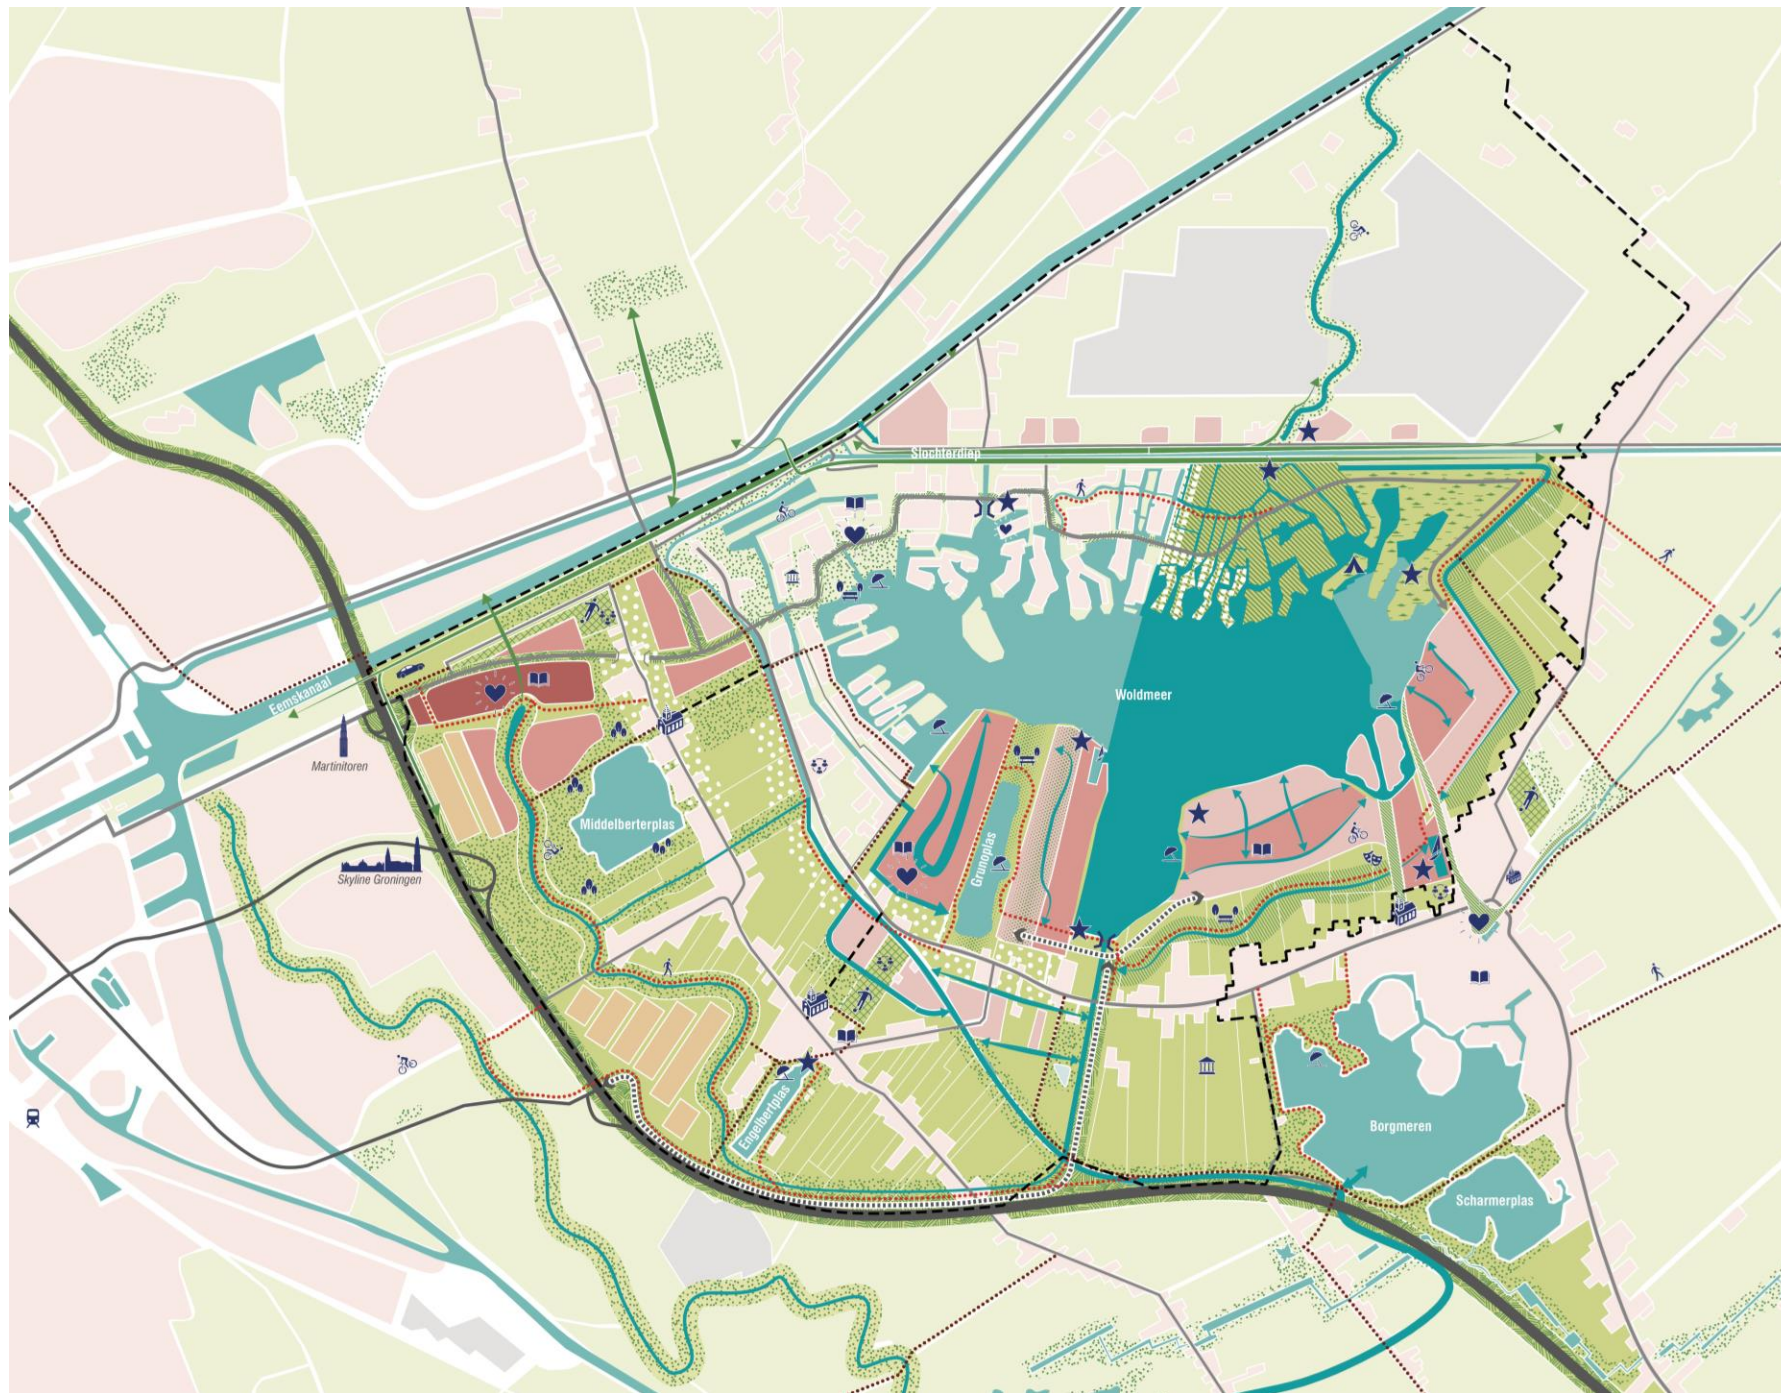 Slochterdiep
Eemskanaal
Woldmeer
Martinitoren
Middelberterplas
Grunoplas
Skyline Groningen
Engelbertplas
Borgmeren
Scharmerplas